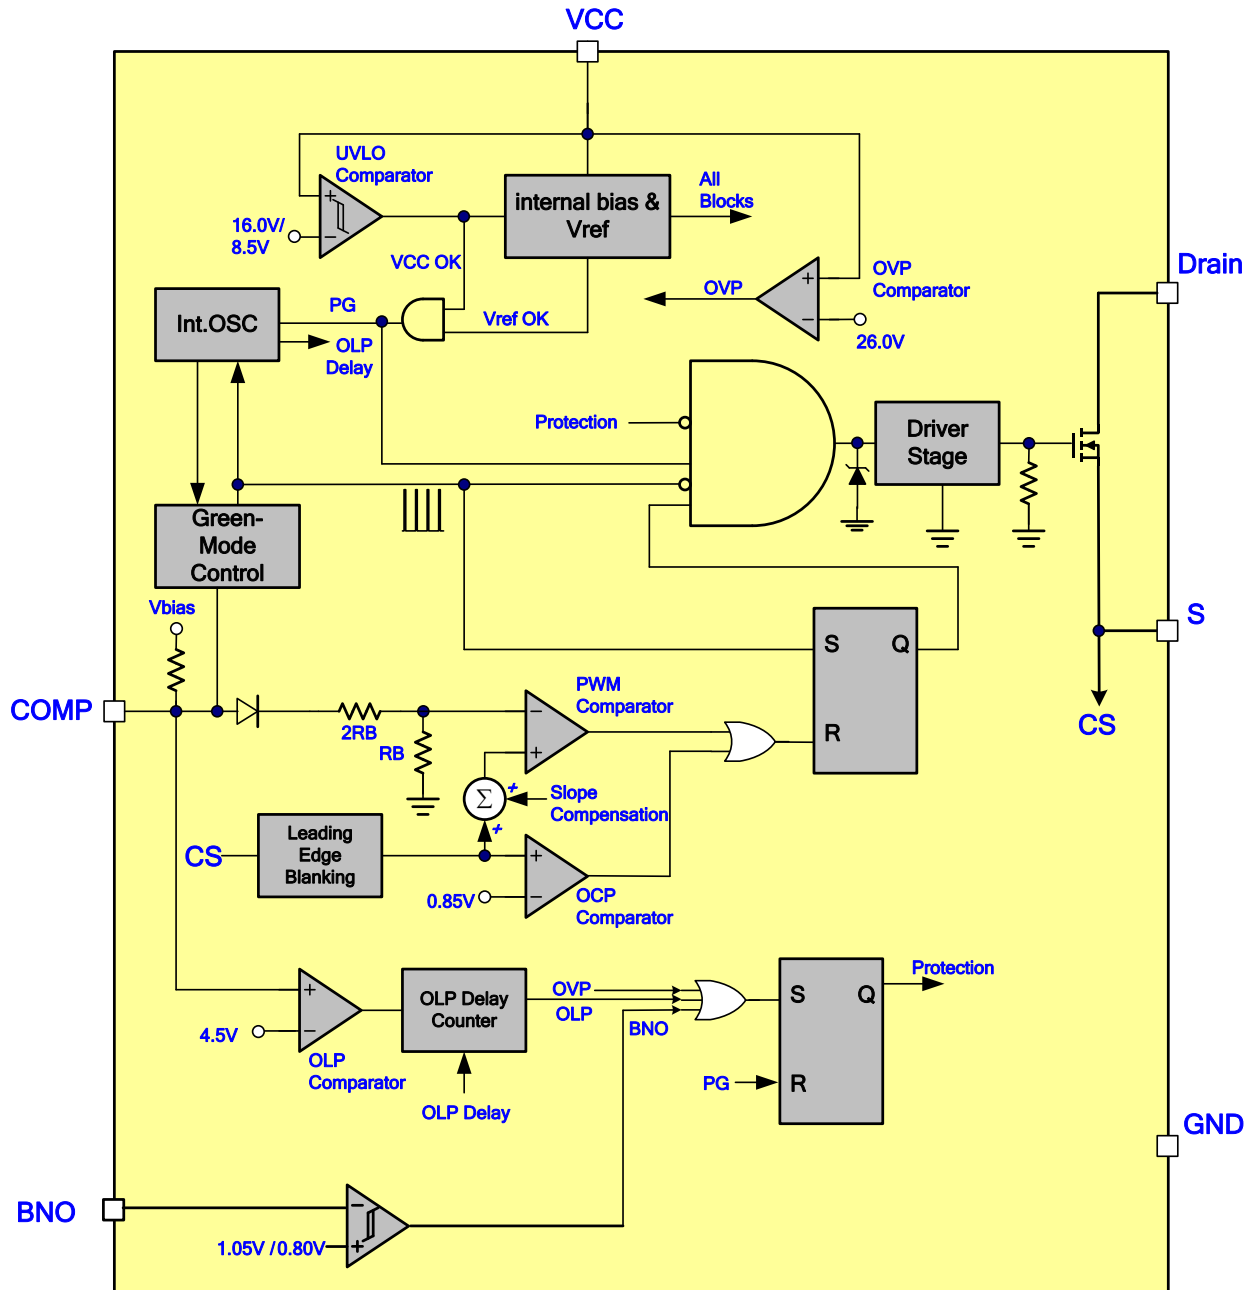 VCC
UVLO
Comparator
16.0V/
8.5V
internal bias &
Vref
All
Blocks
VCC OK
OVP
OVP
Comparator
26.0V
Drain
PG
Vref OK
Int.OSC
OLP
Delay
Protection
Driver
Stage
Green-
Mode
Control
Vbias
S
Q
R
S
CS
COMP
2RB
RB
PWM
Comparator
Σ
Slope
Compensation
CS
Leading
Edge
Blanking
0.85V
OCP
Comparator
4.5V
OLP
Comparator
OLP Delay
Counter
OLP Delay
OVP
OLP
BNO
S
Q
R
PG
Protection
GND
BNO
1.05V / 0.80V